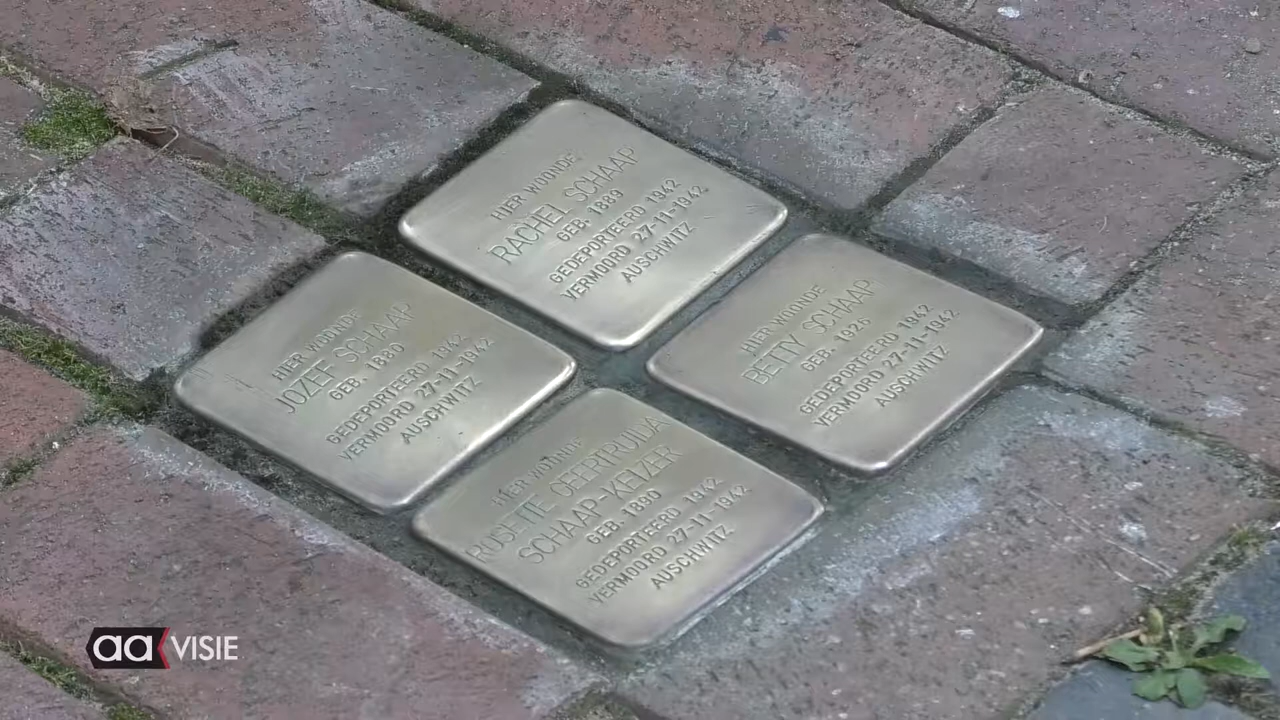 HIER WOONDE
RACHEL SCHAAP
GEB. 1889
GEDEPORTEERD 1942
VERMOORD 27-11-1942
AUSCHWITZ
HIER WOONDE
JOZEF SCHAAP
GEB. 1880
GEDEPORTEERD 1942
VERMOORD 27-11-1942
AUSCHWITZ
HIER WOONDE
BETTY SCHAAP
GEB. 1926
GEDEPORTEERD 1942
VERMOORD 27-11-1942
AUSCHWITZ
HIER WOONDE
ROSETTE GEERTRUIDA
SCHAAP-KEIZER
GEB. 1890
GEDEPORTEERD 1942
VERMOORD 27-11-1942
AUSCHWITZ
aa VISIE